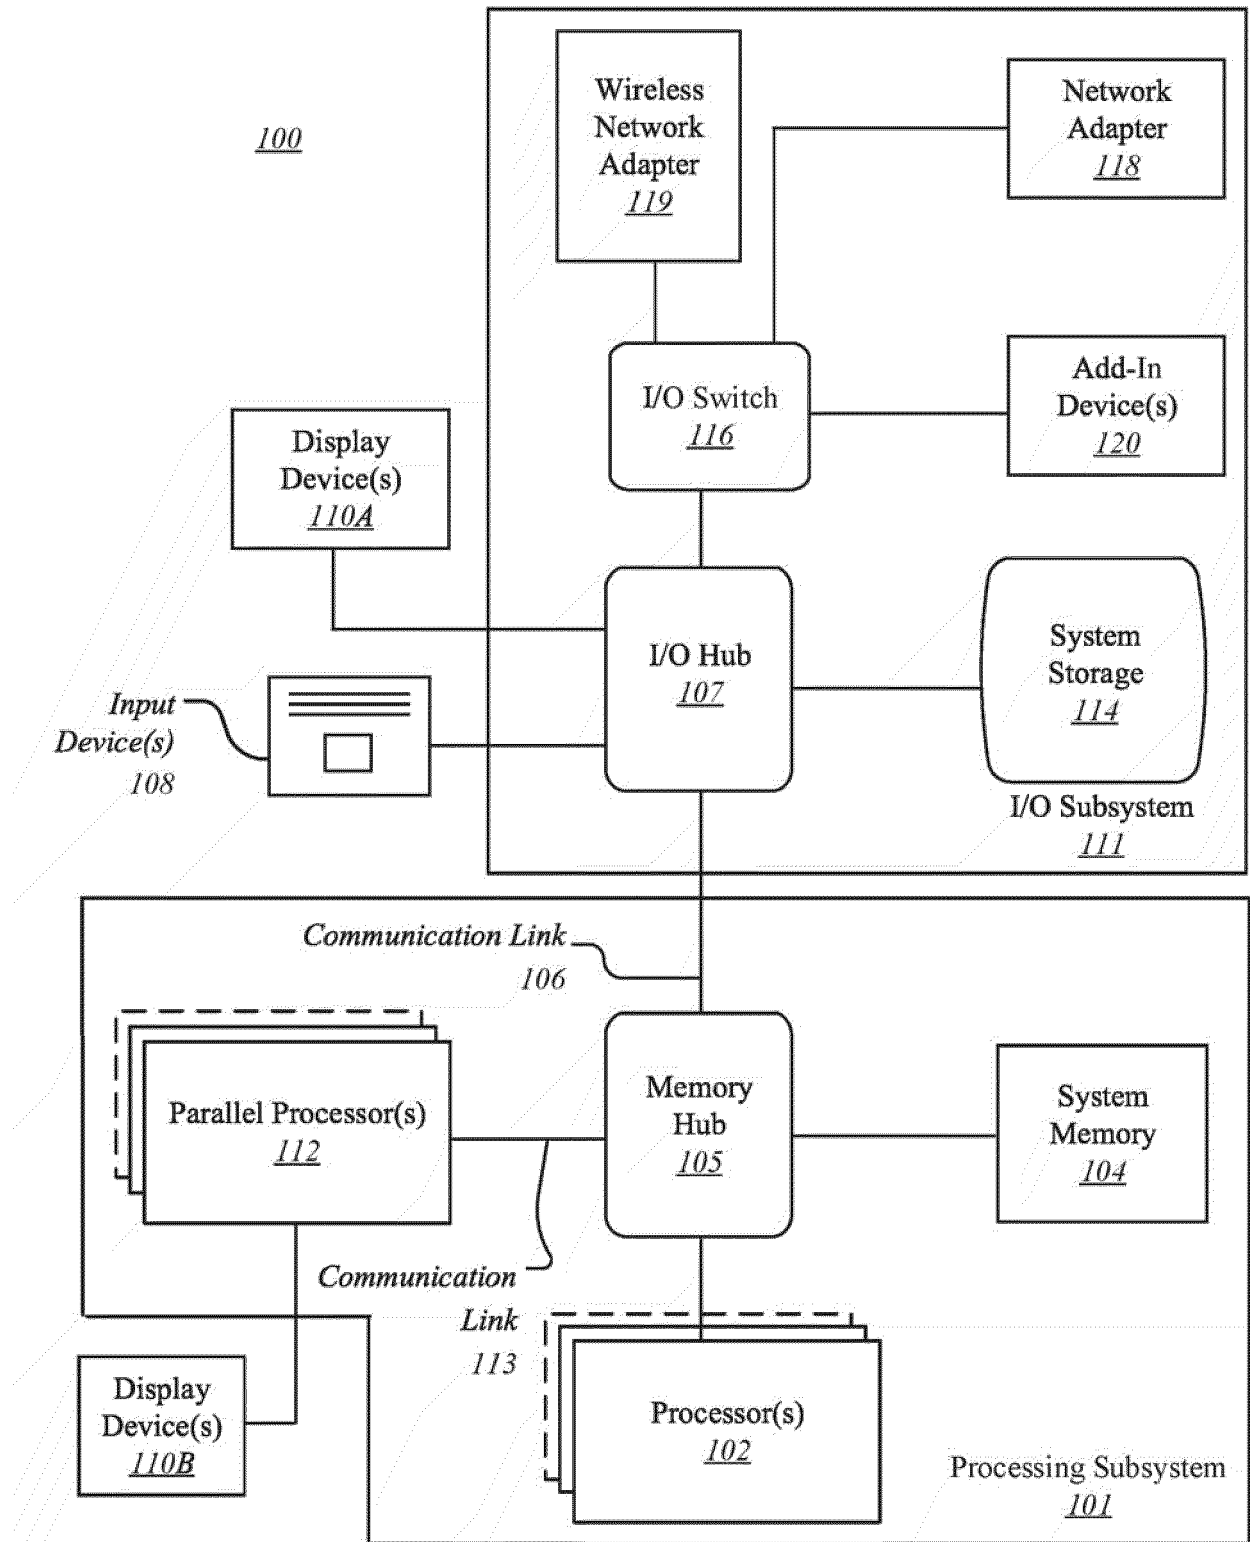 100
Wireless
Network
Adapter
119
Network
Adapter
118
I/O Switch
116
Add-In
Device(s)
120
Display
Device(s)
110A
I/O Hub
107
System
Storage
114
Input
Device(s)
108
I/O Subsystem
111
Communication Link
106
Parallel Processor(s)
112
Memory
Hub
105
System
Memory
104
Communication
Link
113
Display
Device(s)
110B
Processor(s)
102
Processing Subsystem
101